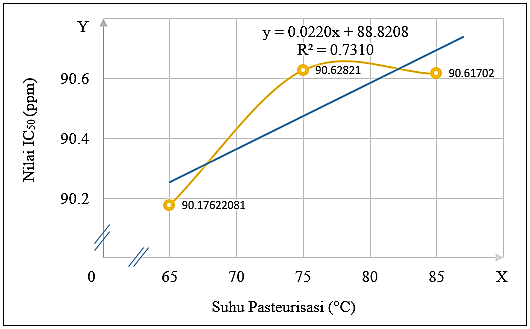 Y
y = 0.0220x + 88.8208
R² = 0.7310
90.62821
90.61702
90.6
90.4
90.2
90.17622081
Nilai IC50 (ppm)
0 65 70 75 80 85 X
Suhu Pasteurisasi (°C)